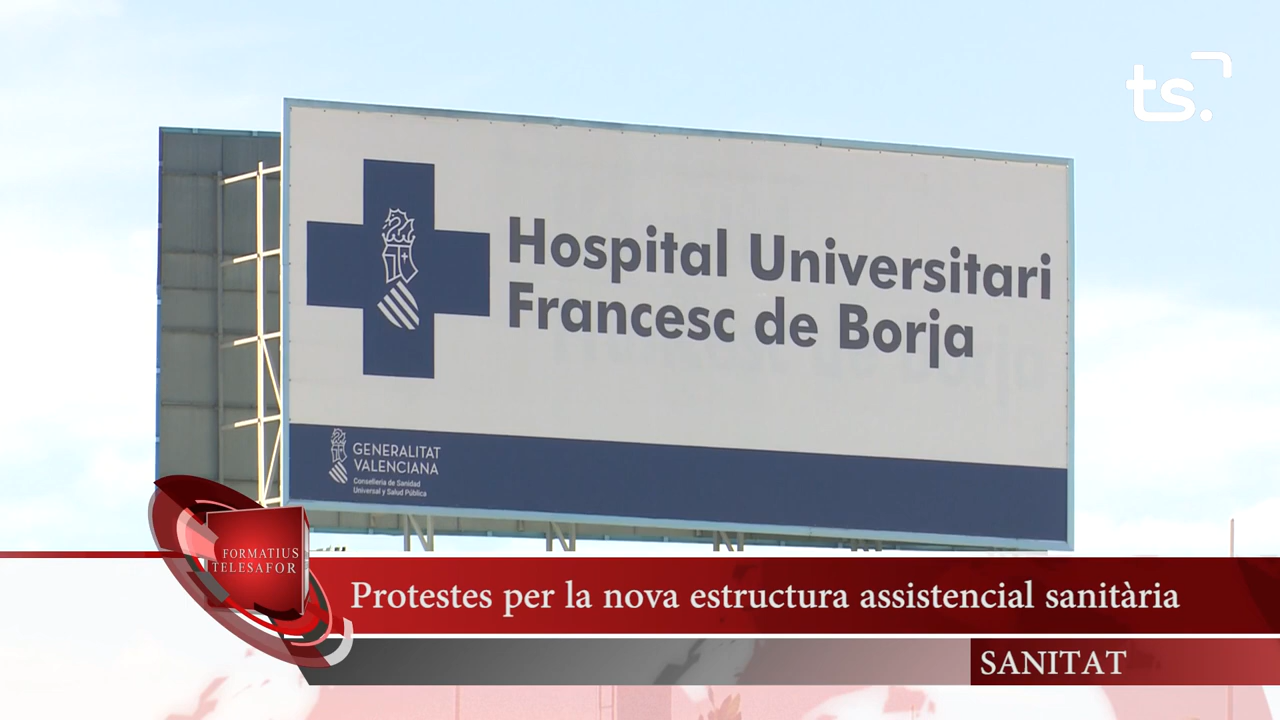 ts.
Hospital Universitari
Francesc de Borja
GENERALITAT
VALENCIANA
Conselleria de Sanidad
Universal y Salud Pública
FORMATIUS
TELESAFOR
Protestes per la nova estructura assistencial sanitària
SANITAT